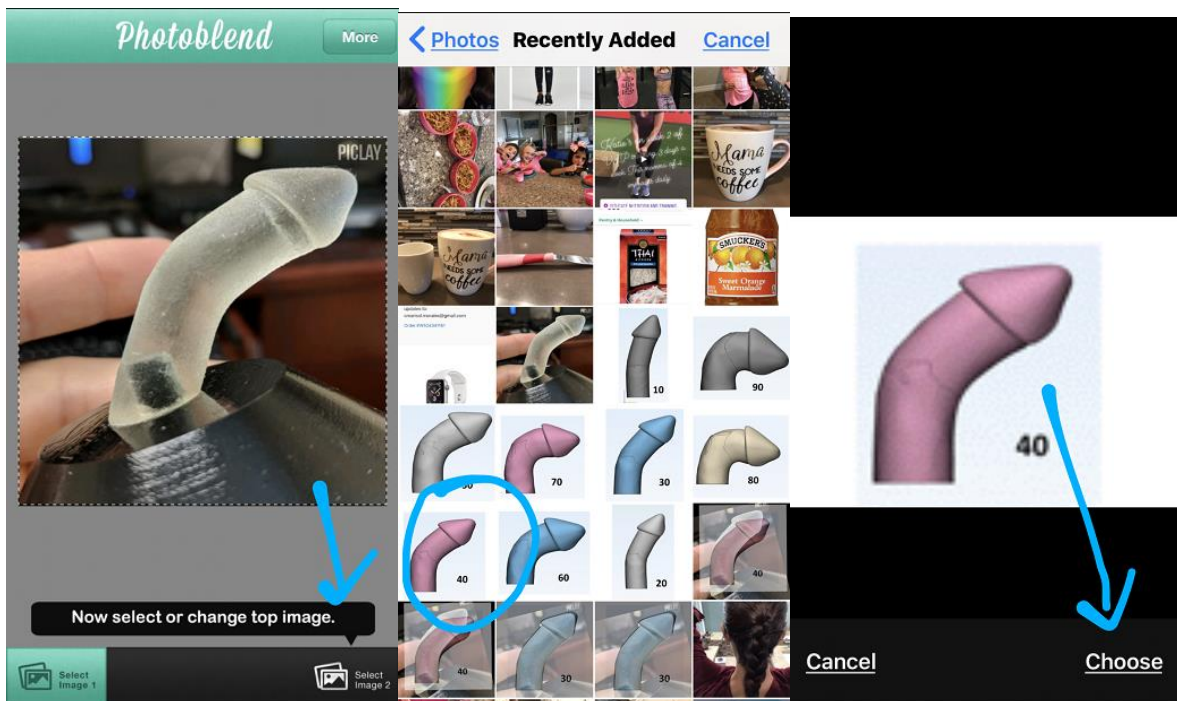 Photoblend
More
PICLAY
Now select or change top image.
Select
Image 1
Select
Image 2
Photos
Recently Added
Cancel
Mama
NEEDS SOME
coffee
Mama
NEEDS SOME
coffee
THAI
SMUCKER'S
Sweet Orange
Marmalade
updates to
10
90
70
30
80
40
60
20
40
40
30
30
40
Cancel
Choose